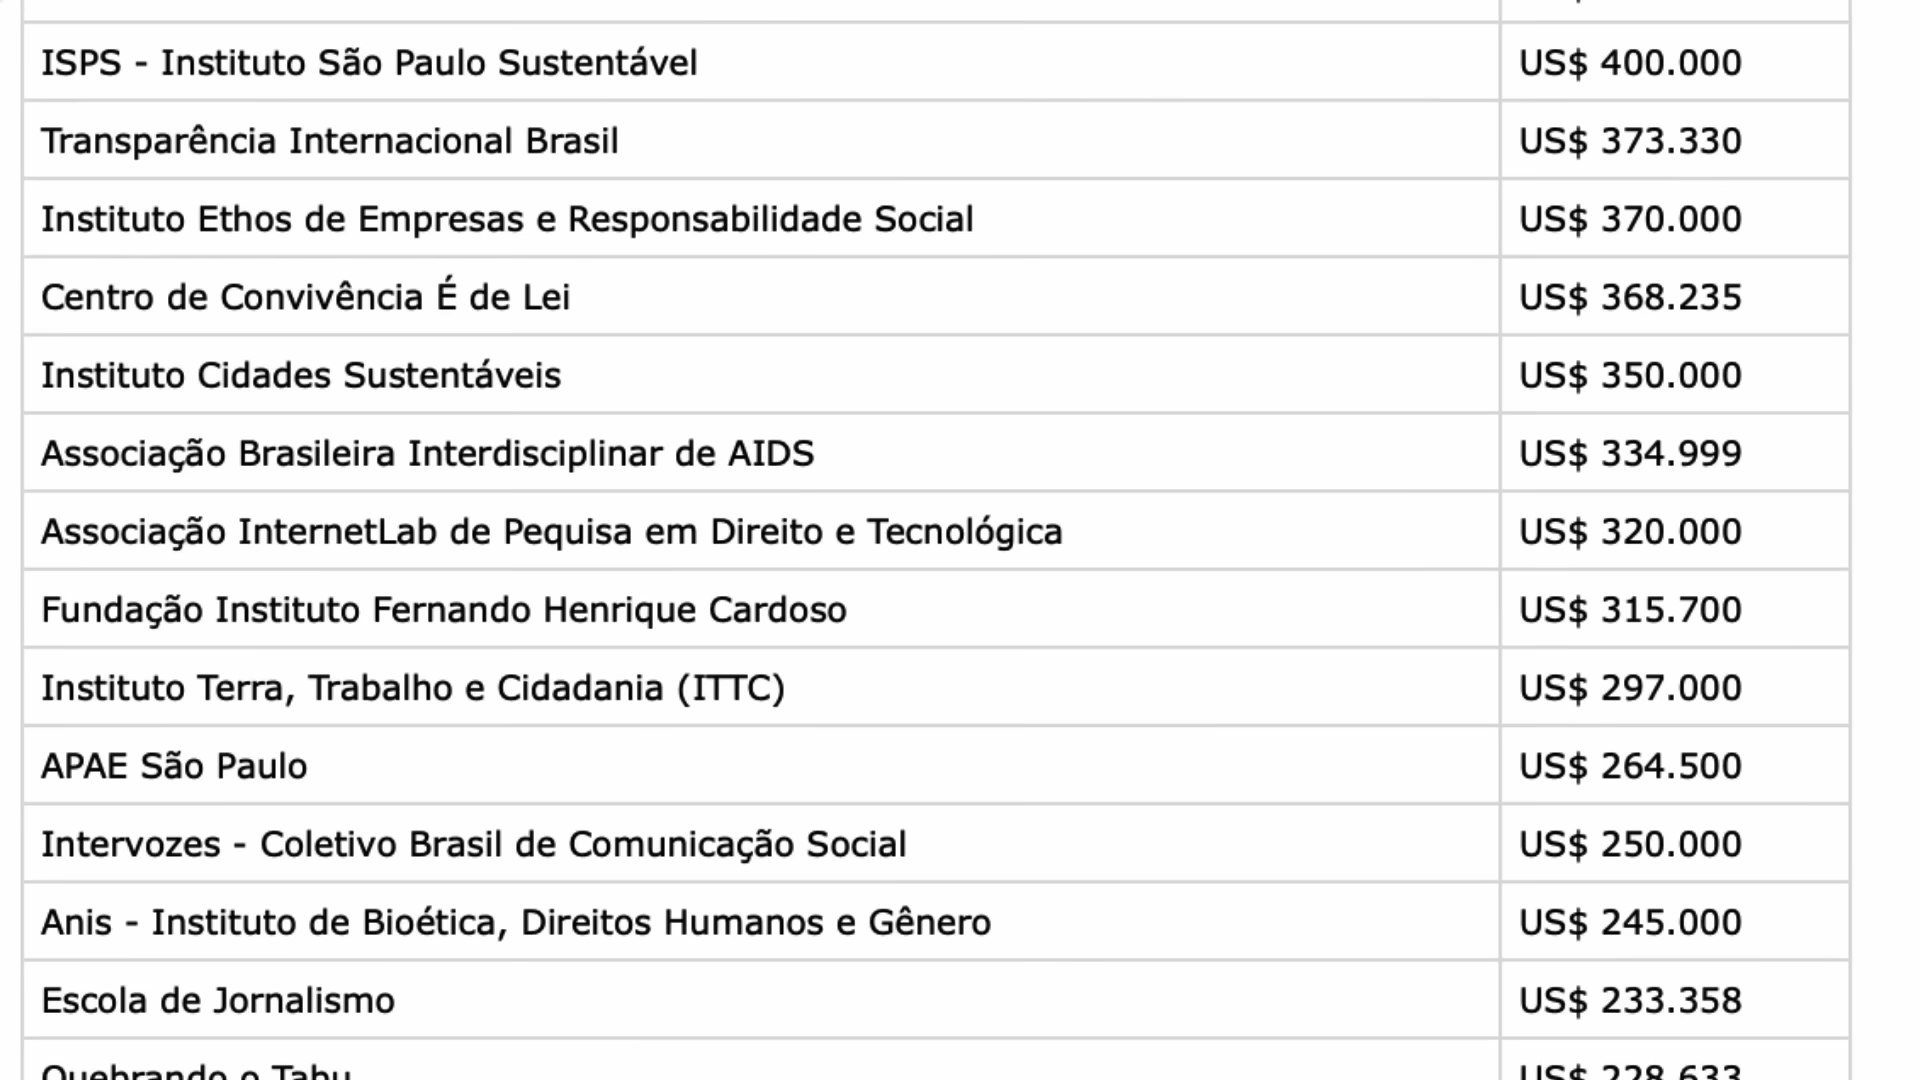 ISPS - Instituto São Paulo Sustentável US$ 400.000
Transparência Internacional Brasil US$ 373.330
Instituto Ethos de Empresas e Responsabilidade Social US$ 370.000
Centro de Convivência É de Lei US$ 368.235
Instituto Cidades Sustentáveis US$ 350.000
Associação Brasileira Interdisciplinar de AIDS US$ 334.999
Associação InternetLab de Pequisa em Direito e Tecnológica US$ 320.000
Fundação Instituto Fernando Henrique Cardoso US$ 315.700
Instituto Terra, Trabalho e Cidadania (ITTC) US$ 297.000
APAE São Paulo US$ 264.500
Intervozes - Coletivo Brasil de Comunicação Social US$ 250.000
Anis - Instituto de Bioética, Direitos Humanos e Gênero US$ 245.000
Escola de Jornalismo US$ 233.358
Quebrando o Tabu US$ 228.633